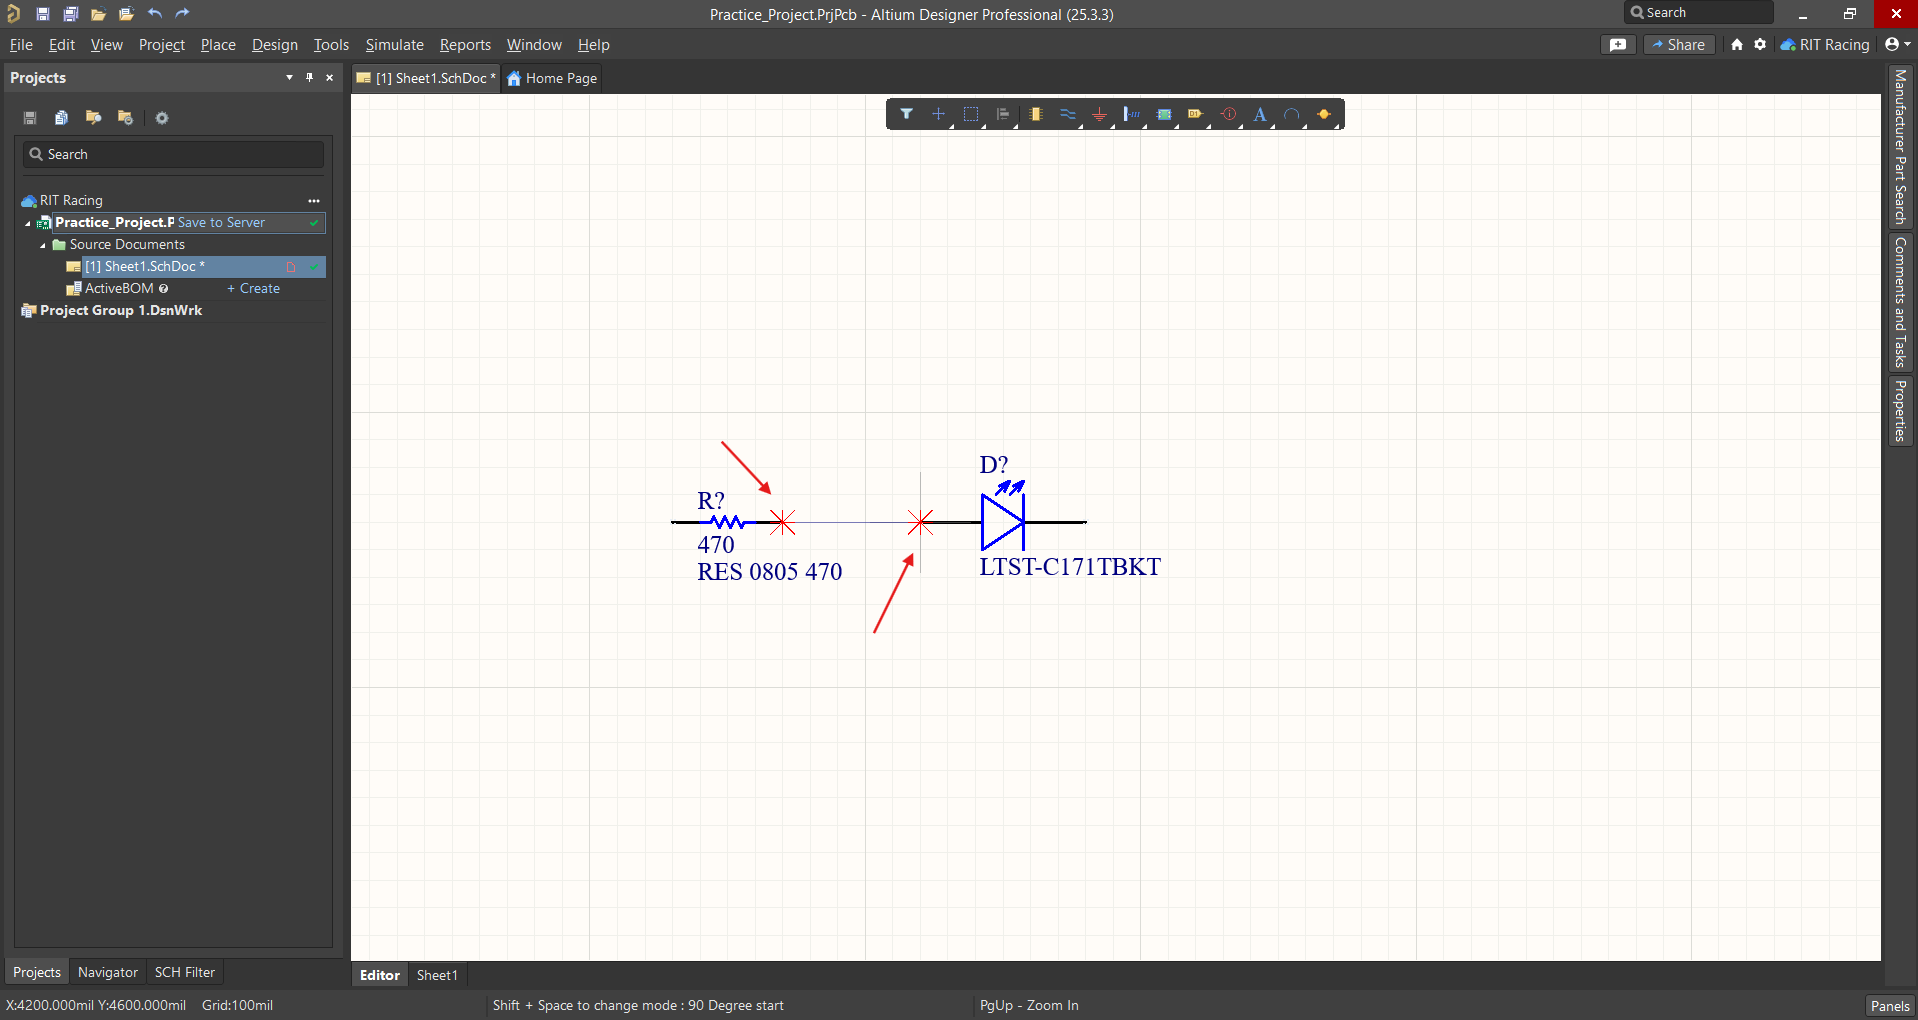 Practice_Project.PrjPcb - Altium Designer Professional (25.3.3)
Search
File Edit View Project Place Design Tools Simulate Reports Window Help
Share
RIT Racing
Projects
[1] Sheet1.SchDoc *
Home Page
Search
RIT Racing
Practice_Project.P Save to Server
Source Documents
[1] Sheet1.SchDoc *
ActiveBOM
+ Create
Project Group 1.DsnWrk
D1
A
R?
470
RES 0805 470
D?
LTST-C171TBKT
Manufacturer Part Search
Comments and Tasks
Properties
Projects Navigator SCH Filter
Editor Sheet1
X:4200.000mil Y:4600.000mil Grid:100mil
Shift + Space to change mode : 90 Degree start
PgUp - Zoom In
Panels